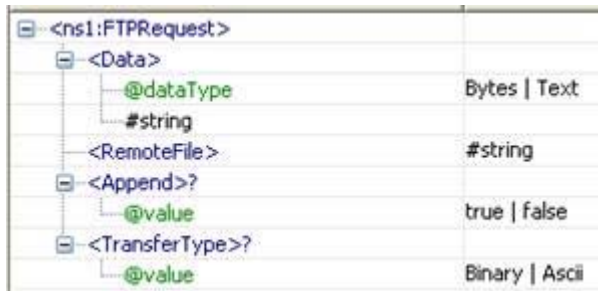 <ns1:FTPRequest>
<Data>
@dataType Bytes | Text
#string
<RemoteFile> #string
<Append>?
@value true | false
<TransferType>?
@value Binary | Ascii